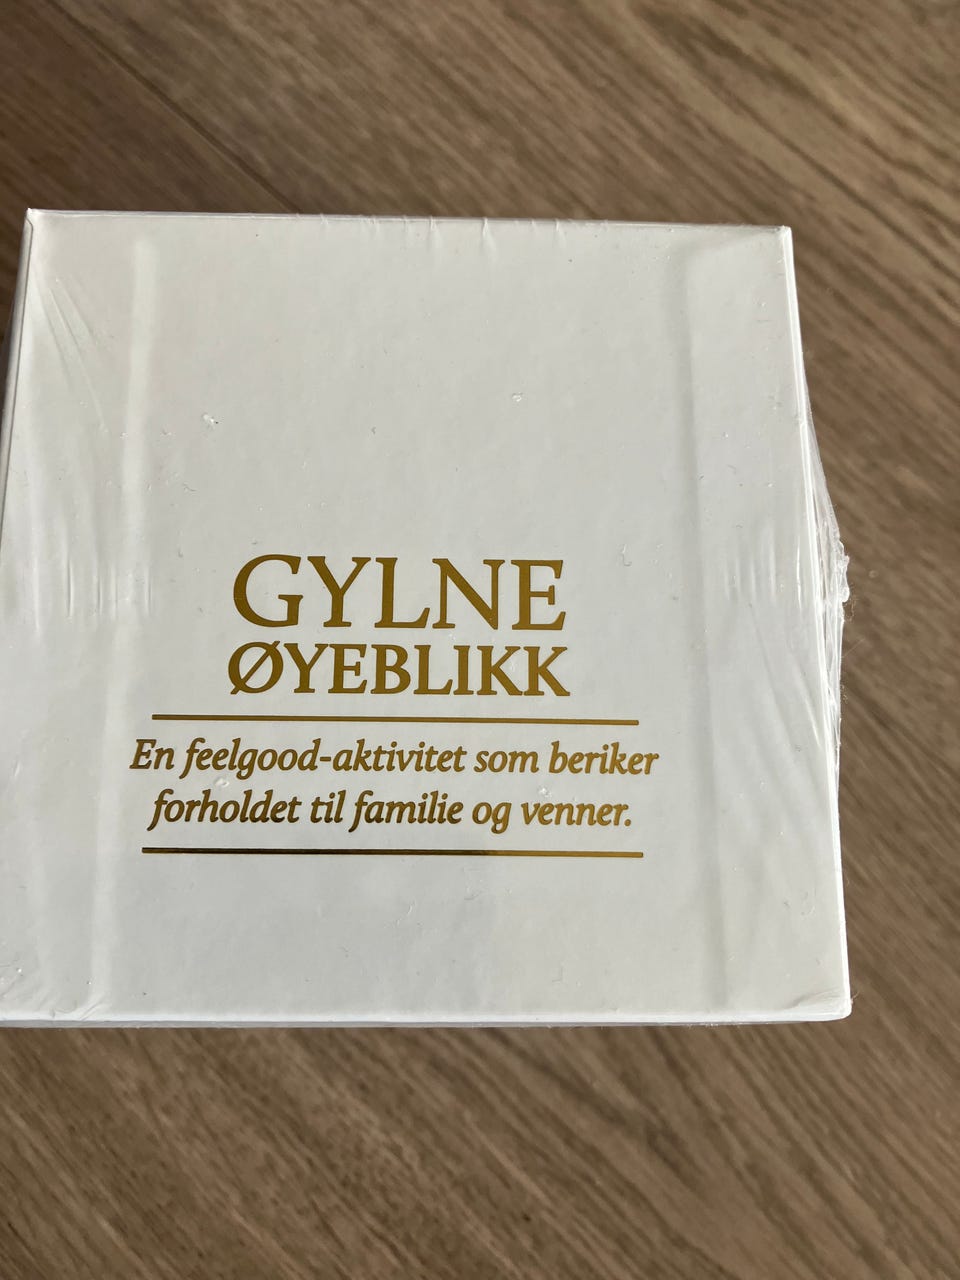 GYLNE
ØYEBLIKK
En feelgood-aktivitet som beriker
forholdet til familie og venner.